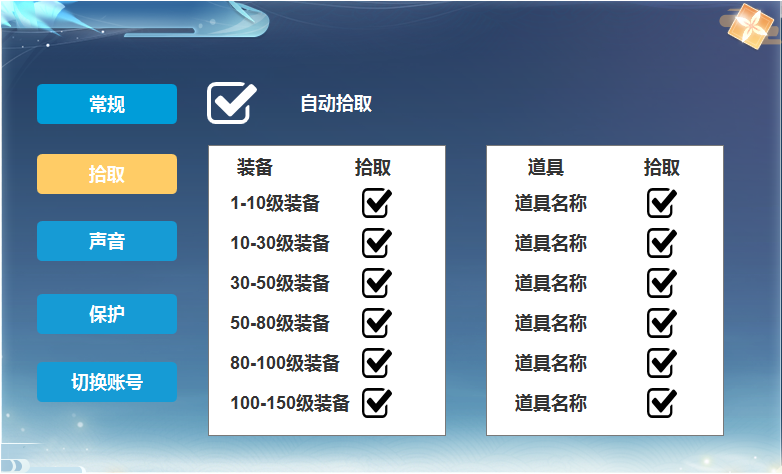 常规
自动拾取
拾取
声音
保护
切换账号
装备 拾取
1-10级装备
10-30级装备
30-50级装备
50-80级装备
80-100级装备
100-150级装备
道具 拾取
道具名称
道具名称
道具名称
道具名称
道具名称
道具名称